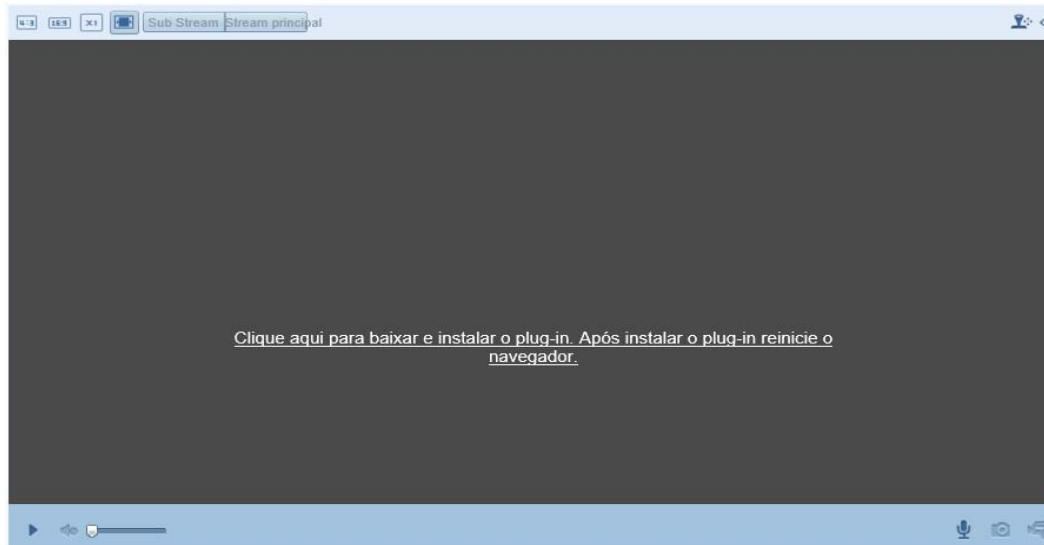 4:3 16:9 X1 Sub Stream Stream principal
Clique aqui para baixar e instalar o plug-in. Após instalar o plug-in reinicie o
navegador.